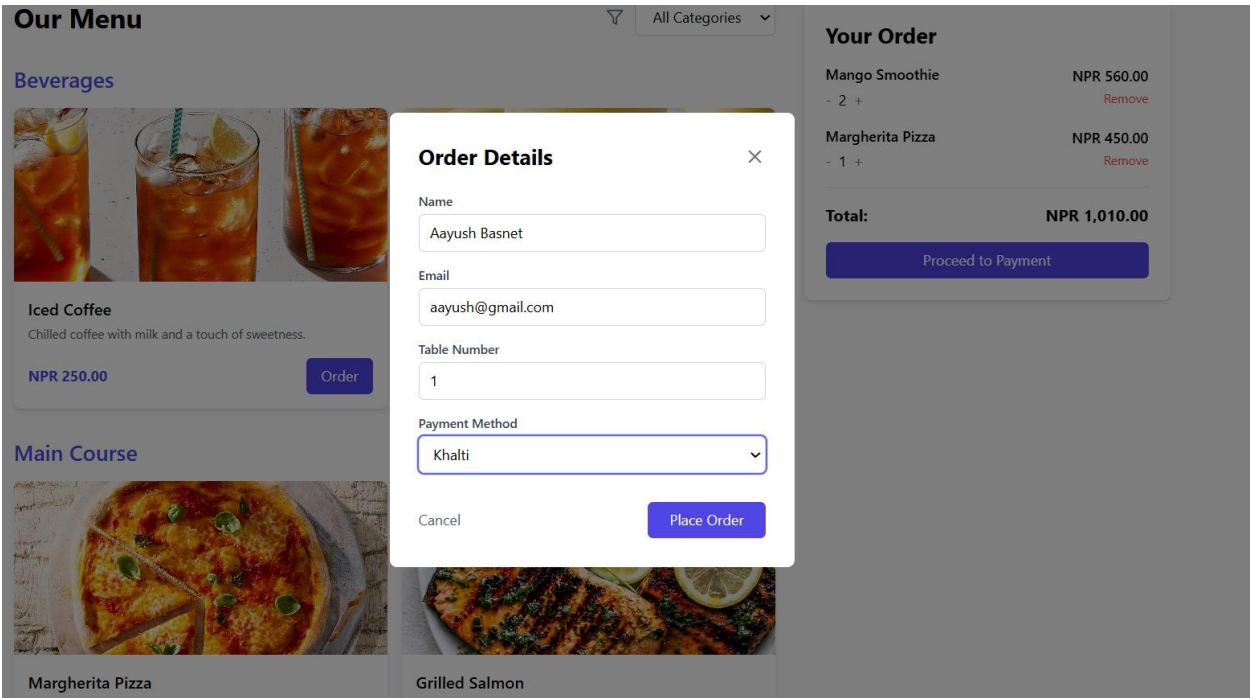 Our Menu
All Categories
Beverages
Iced Coffee
Chilled coffee with milk and a touch of sweetness.
NPR 250.00
Order
Main Course
Margherita Pizza
Grilled Salmon
Order Details
Name
Aayush Basnet
Email
aayush@gmail.com
Table Number
1
Payment Method
Khalti
Cancel
Place Order
Your Order
Mango Smoothie NPR 560.00
- 2 + Remove
Margherita Pizza NPR 450.00
- 1 + Remove
Total: NPR 1,010.00
Proceed to Payment